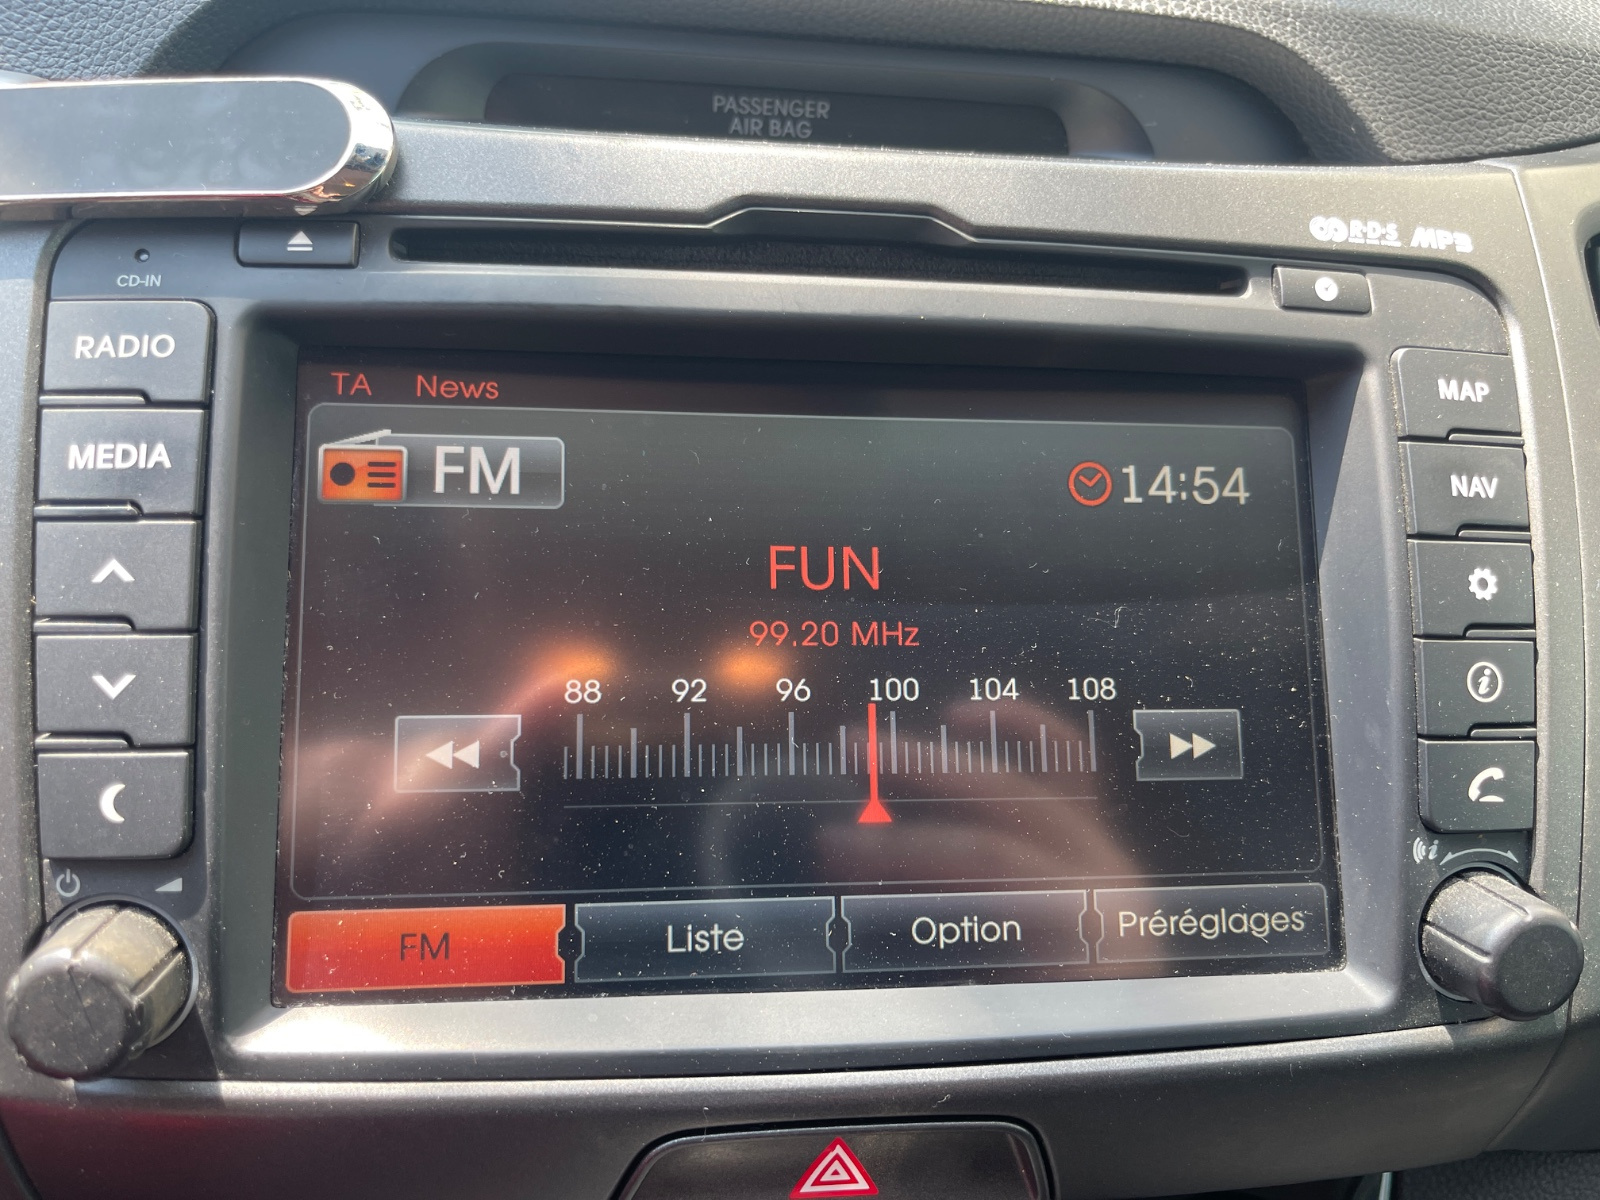 PASSENGER
AIR BAG
R·D·S MP3
CD-IN
RADIO
MEDIA
MAP
NAV
TA News
FM
14:54
FUN
99.20 MHz
88 92 96 100 104 108
FM Liste Option Préréglages